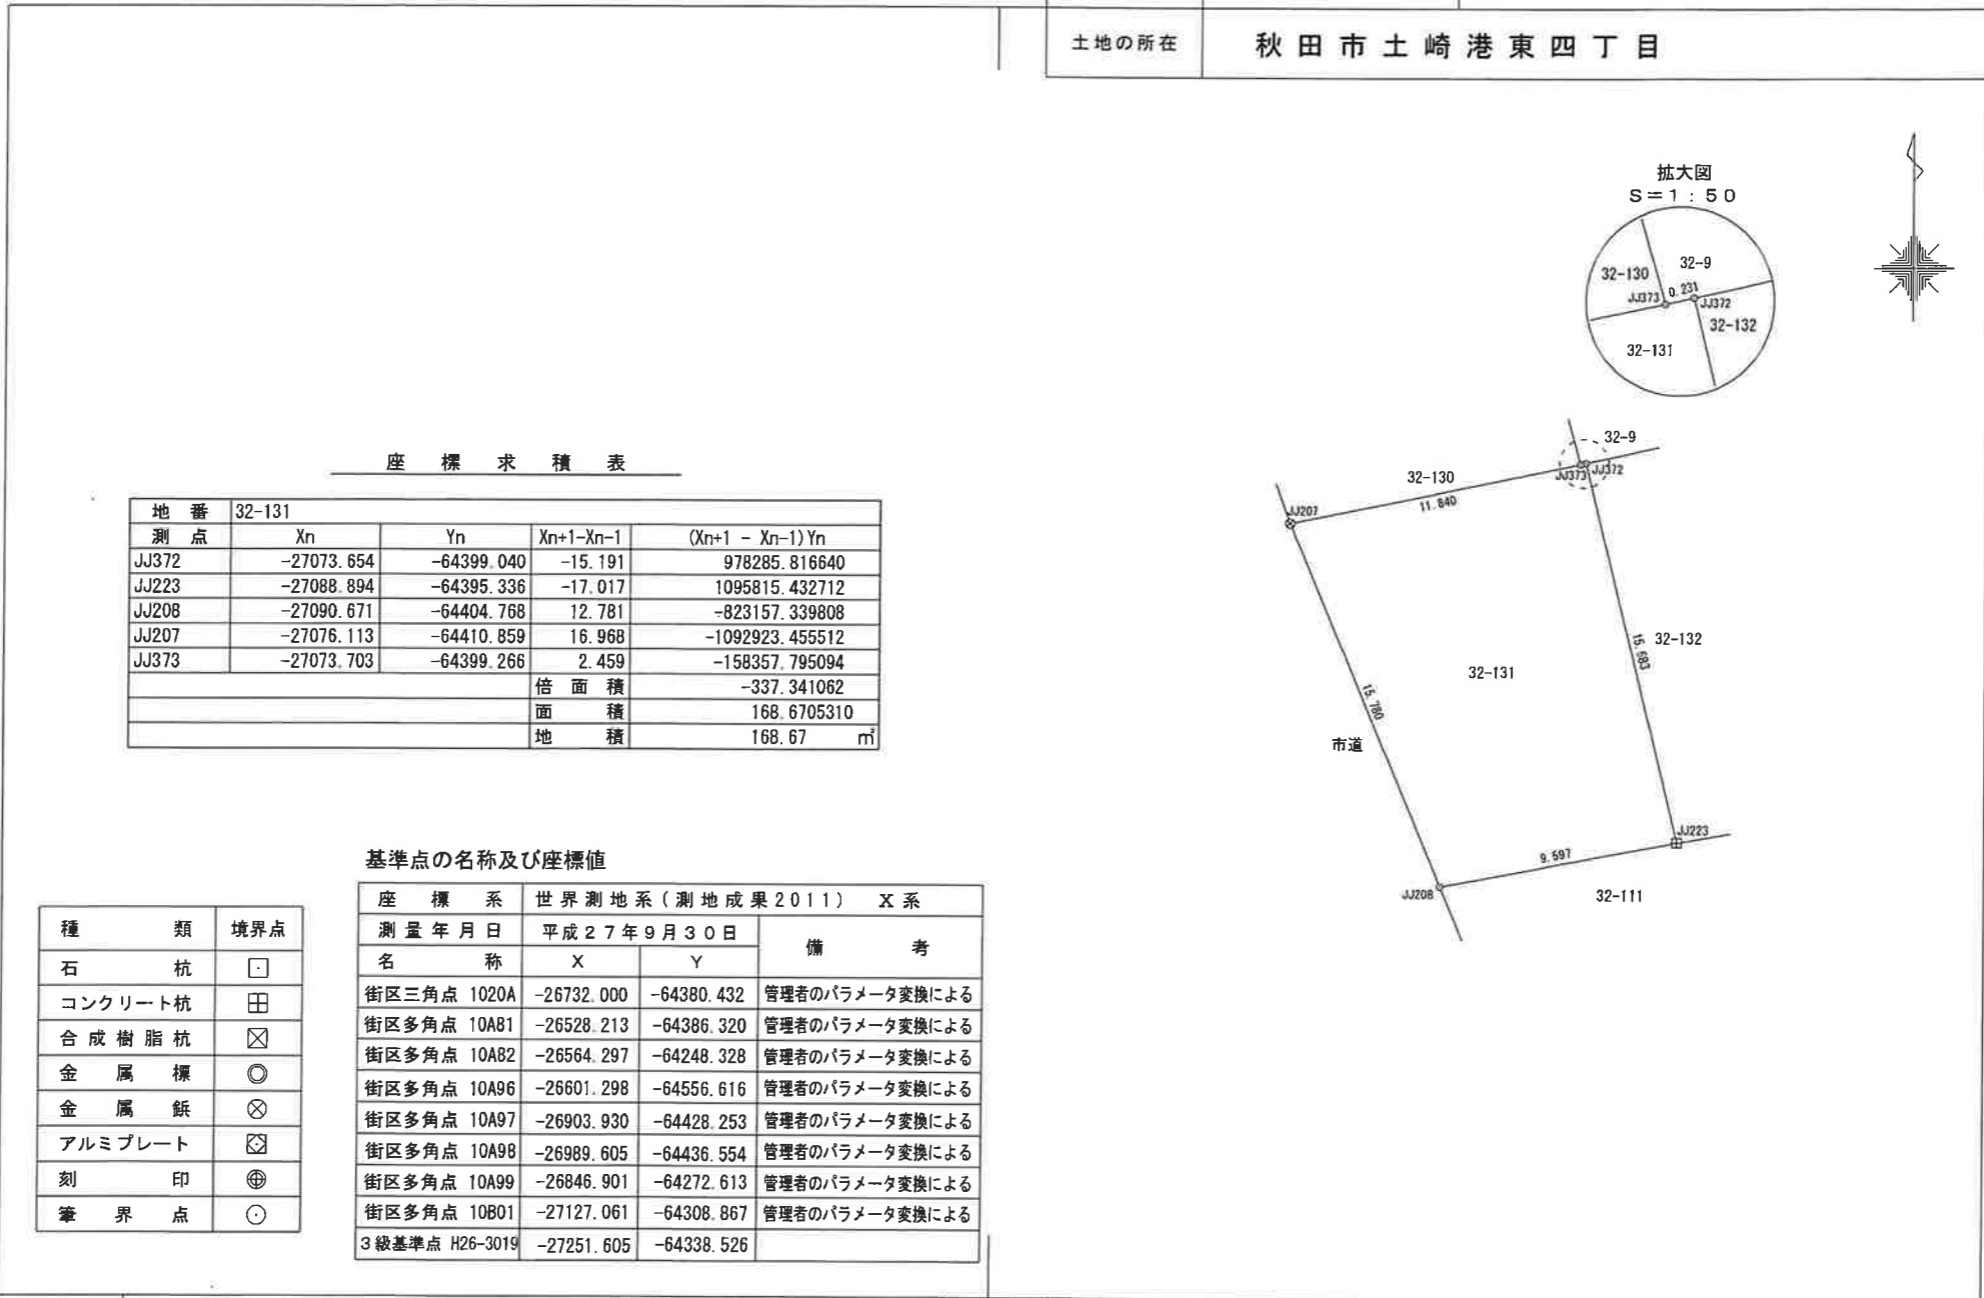 土地の所在 秋田市土崎港東四丁目
拡大図
S=1:50
32-130 32-9
JJ373 0.231 JJ372
32-132
32-131
32-9
32-130 JJ373 JJ372
11.840
JJ207
15.683 32-132
32-131
15.780
市道
JJ223
9.597
JJ208 32-111
座標求積表
地番 32-131
測点 Xn Yn Xn+1-Xn-1 (Xn+1 - Xn-1)Yn
JJ372 -27073.654 -64399.040 -15.191 978285.816640
JJ223 -27088.894 -64395.336 -17.017 1095815.432712
JJ208 -27090.671 -64404.768 12.781 -823157.339808
JJ207 -27076.113 -64410.859 16.968 -1092923.455512
JJ373 -27073.703 -64399.266 2.459 -158357.795094
倍面積 -337.341062
面積 168.6705310
地積 168.67 ㎡
種類 境界点
石杭
コンクリート杭
合成樹脂杭
金属標
金属鋲
アルミプレート
刻印
筆界点
基準点の名称及び座標値
座標系 世界測地系(測地成果2011) X系
測量年月日 平成27年9月30日 備考
名称 X Y
街区三角点 1020A -26732.000 -64380.432 管理者のパラメータ変換による
街区多角点 10A81 -26528.213 -64386.320 管理者のパラメータ変換による
街区多角点 10A82 -26564.297 -64248.328 管理者のパラメータ変換による
街区多角点 10A96 -26601.298 -64556.616 管理者のパラメータ変換による
街区多角点 10A97 -26903.930 -64428.253 管理者のパラメータ変換による
街区多角点 10A98 -26989.605 -64436.554 管理者のパラメータ変換による
街区多角点 10A99 -26846.901 -64272.613 管理者のパラメータ変換による
街区多角点 10B01 -27127.061 -64308.867 管理者のパラメータ変換による
3級基準点 H26-3019 -27251.605 -64338.526